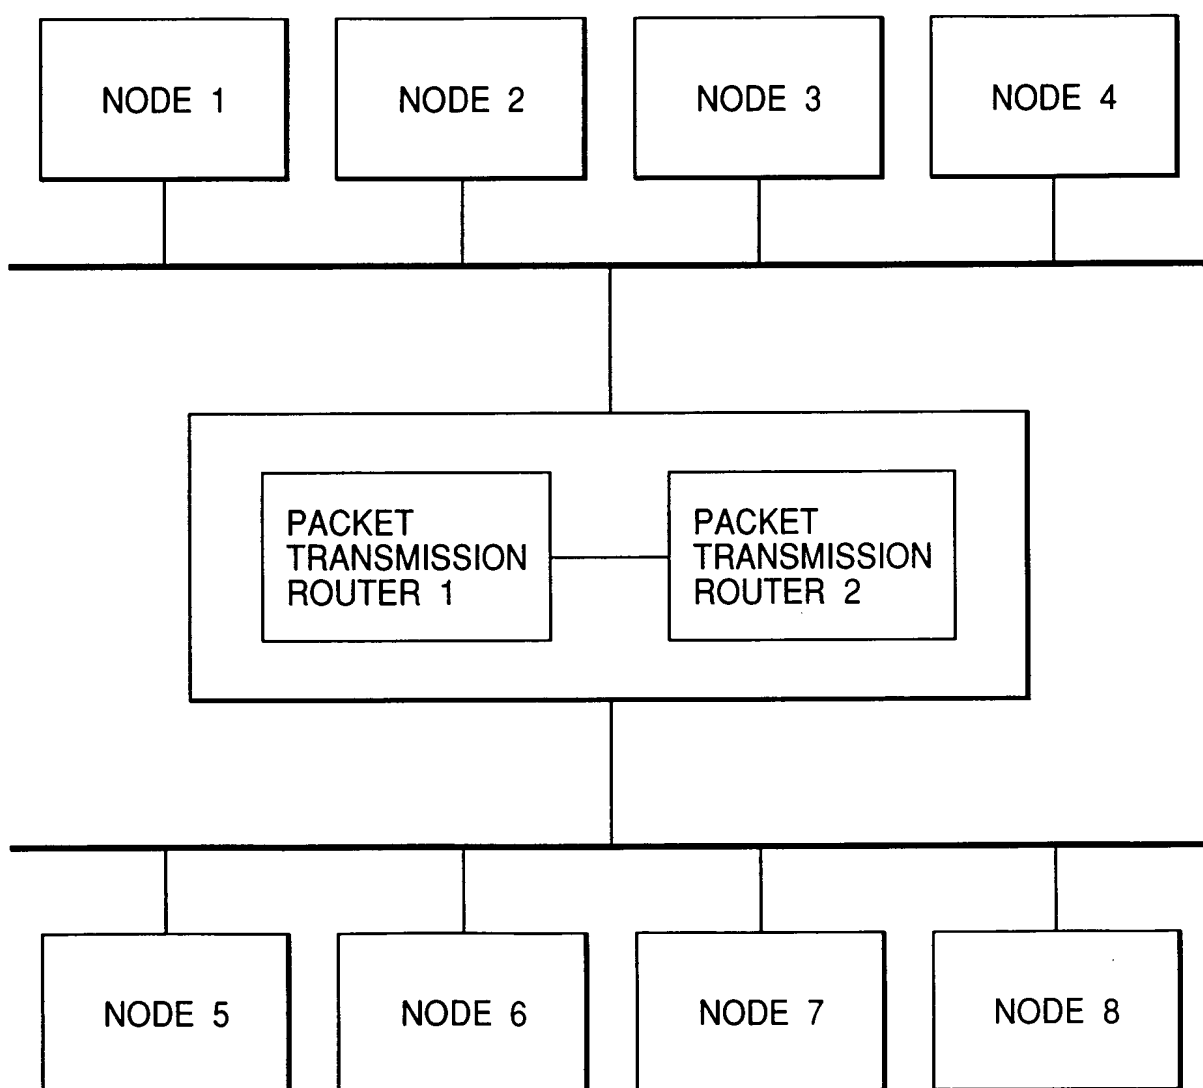 NODE 1
NODE 2
NODE 3
NODE 4
PACKET
TRANSMISSION
ROUTER 1
PACKET
TRANSMISSION
ROUTER 2
NODE 5
NODE 6
NODE 7
NODE 8